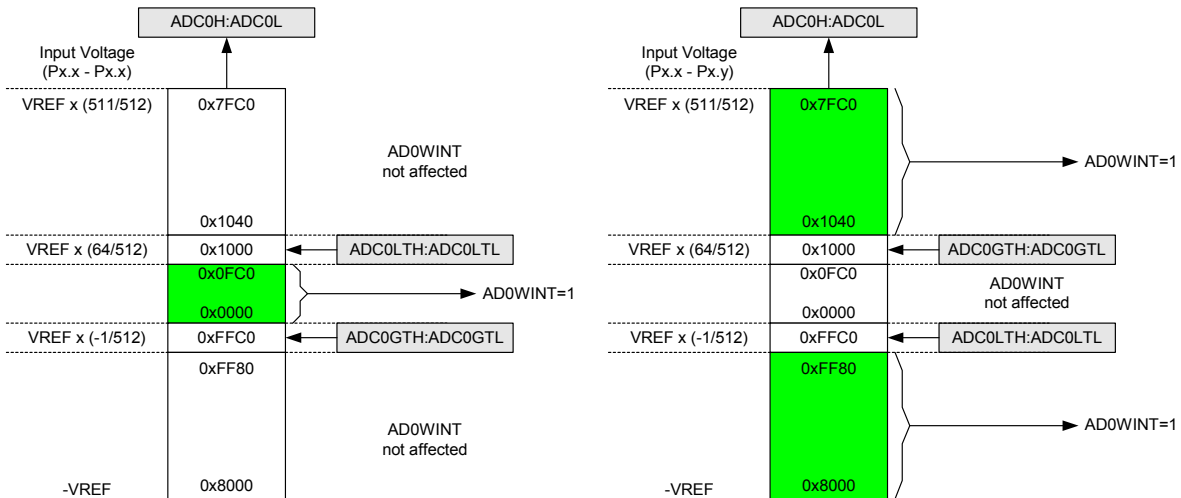 ADC0H:ADC0L
Input Voltage
(Px.x - Px.x)
VREF x (511/512)
0x7FC0
AD0WINT
not affected
0x1040
VREF x (64/512)
0x1000
ADC0LTH:ADC0LTL
0x0FC0
AD0WINT=1
0x0000
VREF x (-1/512)
0xFFC0
ADC0GTH:ADC0GTL
0xFF80
AD0WINT
not affected
-VREF
0x8000
ADC0H:ADC0L
Input Voltage
(Px.x - Px.y)
VREF x (511/512)
0x7FC0
AD0WINT=1
0x1040
VREF x (64/512)
0x1000
ADC0GTH:ADC0GTL
0x0FC0
AD0WINT
not affected
0x0000
VREF x (-1/512)
0xFFC0
ADC0LTH:ADC0LTL
0xFF80
AD0WINT=1
-VREF
0x8000